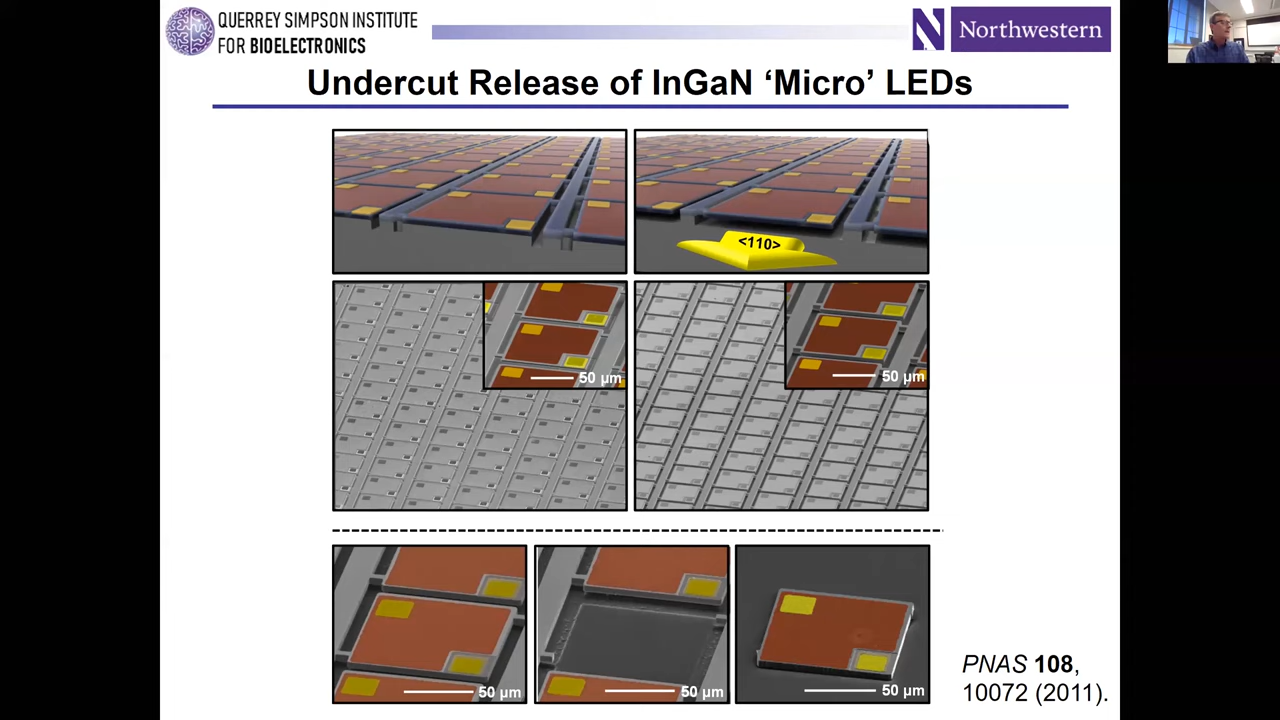 QUERREY SIMPSON INSTITUTE
FOR BIOELECTRONICS
N Northwestern
Undercut Release of InGaN ‘Micro’ LEDs
<110>
50 µm
50 µm
50 µm
50 µm
50 µm
PNAS 108,
10072 (2011).